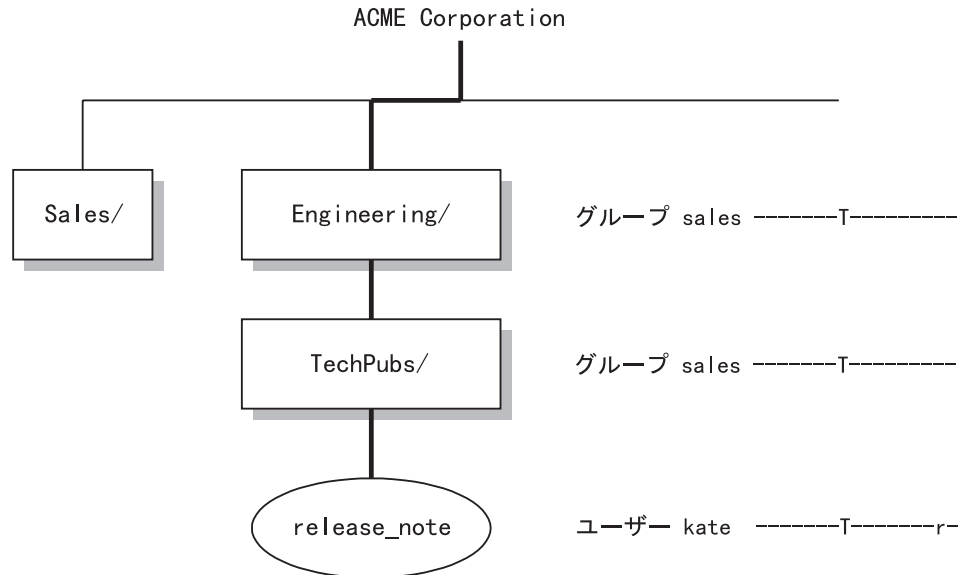 ACME Corporation
Sales/
Engineering/
グループ sales -------T---------
TechPubs/
グループ sales -------T---------
release_note
ユーザー kate -------T-------r-